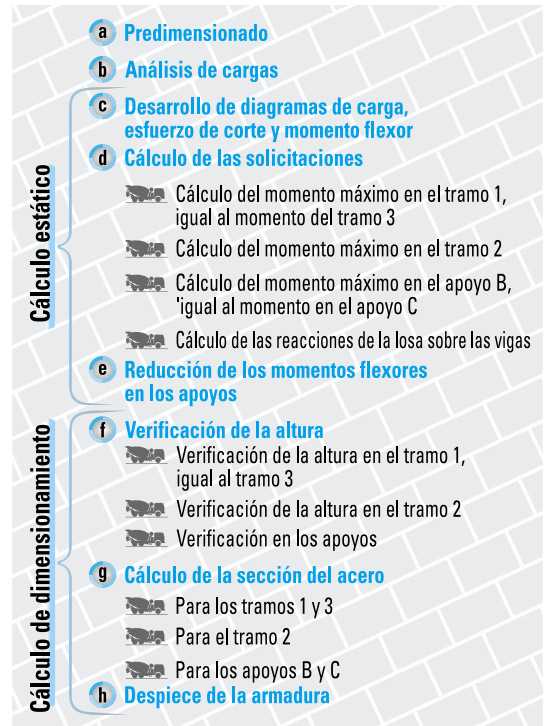 a Predimensionado
b Análisis de cargas
c Desarrollo de diagramas de carga,
esfuerzo de corte y momento flexor
d Cálculo de las solicitaciones
Cálculo del momento máximo en el tramo 1,
igual al momento del tramo 3
Cálculo del momento máximo en el tramo 2
Cálculo del momento máximo en el apoyo B,
'igual al momento en el apoyo C
Cálculo de las reacciones de la losa sobre las vigas
e Reducción de los momentos flexores
en los apoyos
Cálculo estático
f Verificación de la altura
Verificación de la altura en el tramo 1,
igual al tramo 3
Verificación de la altura en el tramo 2
Verificación en los apoyos
g Cálculo de la sección del acero
Para los tramos 1 y 3
Para el tramo 2
Para los apoyos B y C
h Despiece de la armadura
Cálculo de dimensionamiento